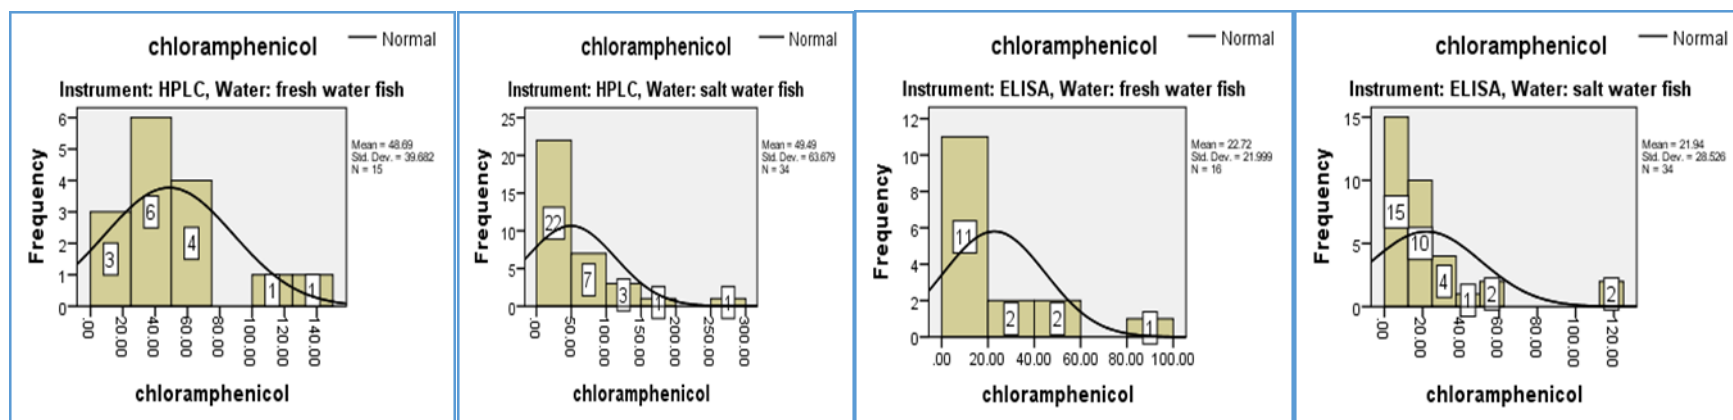 chloramphenicol
Normal
Instrument: HPLC, Water: fresh water fish
Mean = 48.69
Std. Dev. = 39.682
N = 15
Frequency
6
5
4
3
2
1
0
3
6
4
1
1
.00
20.00
40.00
60.00
80.00
100.00
120.00
140.00
chloramphenicol
chloramphenicol
Normal
Instrument: HPLC, Water: salt water fish
Mean = 49.49
Std. Dev. = 63.679
N = 34
Frequency
25
20
15
10
5
0
22
7
3
1
1
.00
50.00
100.00
150.00
200.00
250.00
300.00
chloramphenicol
chloramphenicol
Normal
Instrument: ELISA, Water: fresh water fish
Mean = 22.72
Std. Dev. = 21.999
N = 16
Frequency
12
10
8
6
4
2
0
11
2
2
1
.00
20.00
40.00
60.00
80.00
100.00
chloramphenicol
chloramphenicol
Normal
Instrument: ELISA, Water: salt water fish
Mean = 21.94
Std. Dev. = 28.526
N = 34
Frequency
15
10
5
0
15
10
4
1
2
2
.00
20.00
40.00
60.00
80.00
100.00
120.00
chloramphenicol